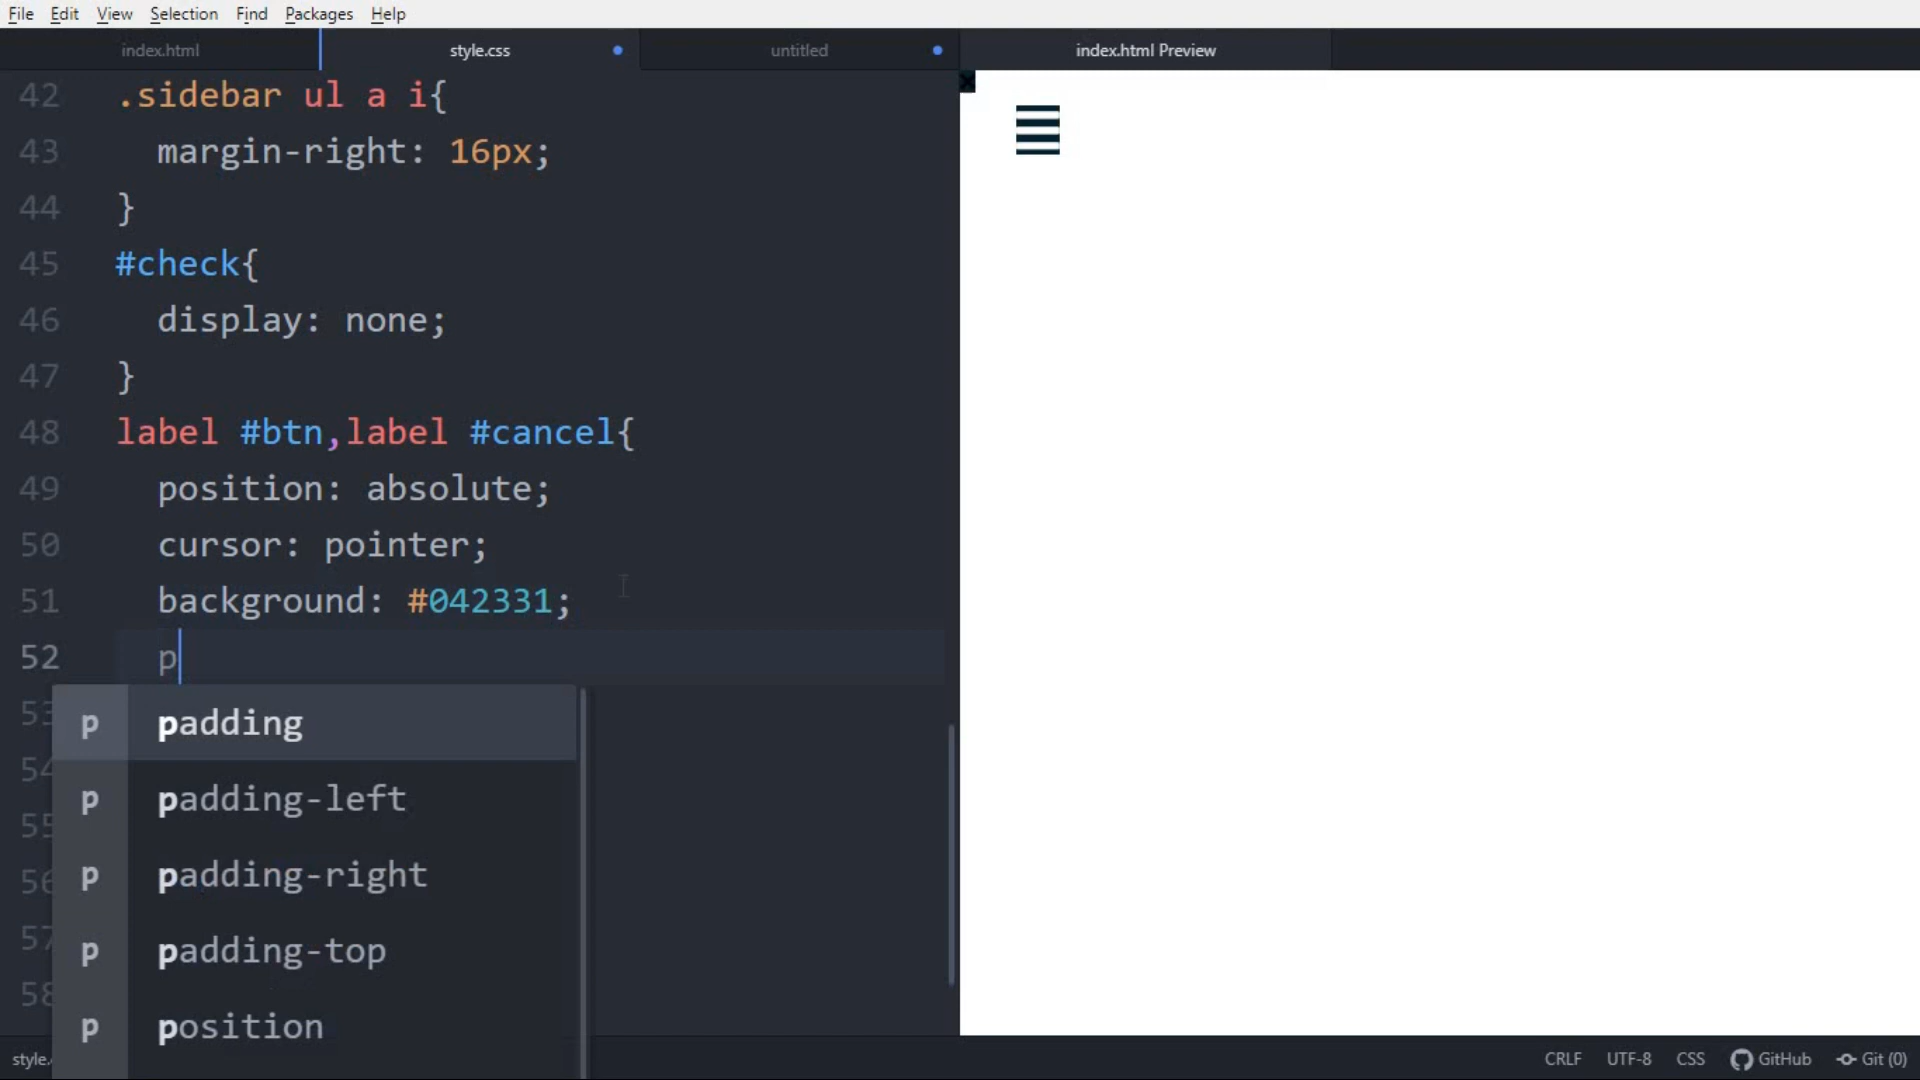 File Edit View Selection Find Packages Help
index.html style.css untitled index.html Preview
42 .sidebar ul a i{
43 margin-right: 16px;
44 }
45 #check{
46 display: none;
47 }
48 label #btn,label #cancel{
49 position: absolute;
50 cursor: pointer;
51 background: #042331;
52 p
p padding
p padding-left
p padding-right
p padding-top
p position
CRLF UTF-8 CSS GitHub Git (0)